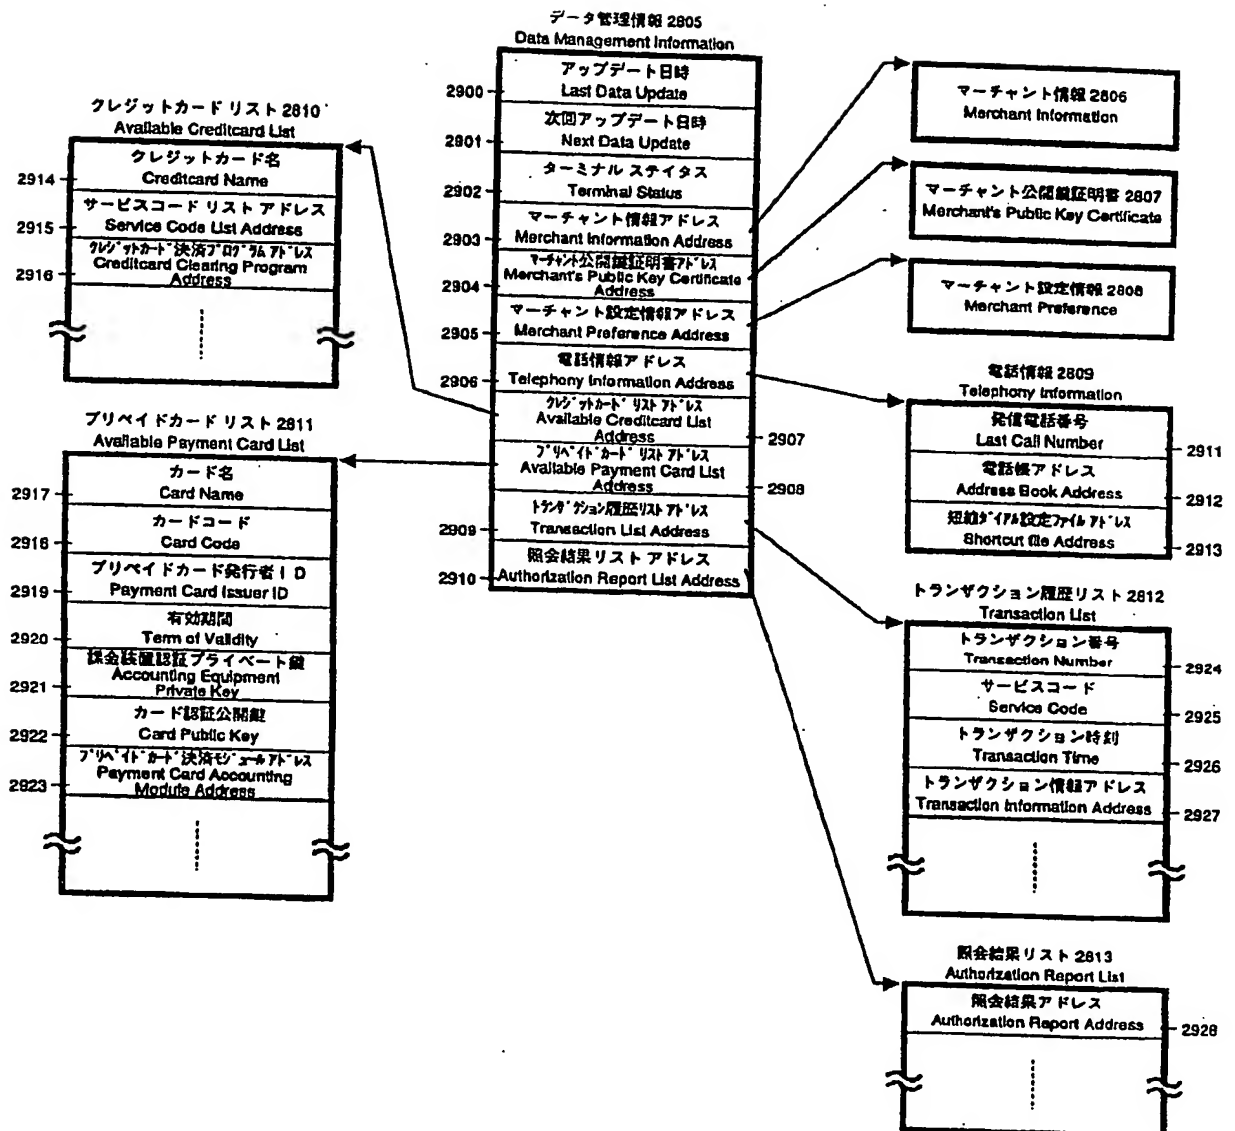 データ管理情報 2805
Data Management Information
アップデート日時
Last Data Update
2900
次回アップデート日時
Next Data Update
2901
ターミナル ステイタス
Terminal Status
2902
マーチャント情報アドレス
Merchant Information Address
2903
マーチャント公開鍵証明書アドレス
Merchant's Public Key Certificate
Address
2904
マーチャント設定情報アドレス
Merchant Preference Address
2905
電話情報アドレス
Telephony Information Address
2906
クレジットカード リスト アドレス
Available Creditcard List
Address
2907
プリペイドカード リスト アドレス
Available Payment Card List
Address
2908
トランザクション履歴リスト アドレス
Transaction List Address
2909
照会結果リスト アドレス
Authorization Report List Address
2910
クレジットカード リスト 2810
Available Creditcard List
クレジットカード名
Creditcard Name
2914
サービスコード リスト アドレス
Service Code List Address
2915
クレジットカード決済プログラム アドレス
Creditcard Clearing Program
Address
2916
プリペイドカード リスト 2811
Available Payment Card List
カード名
Card Name
2917
カードコード
Card Code
2918
プリペイドカード発行者ID
Payment Card Issuer ID
2919
有効期間
Term of Validity
2920
課金装置認証プライベート鍵
Accounting Equipment
Private Key
2921
カード認証公開鍵
Card Public Key
2922
プリペイドカード決済モジュールアドレス
Payment Card Accounting
Module Address
2923
マーチャント情報 2806
Merchant Information
マーチャント公開鍵証明書 2807
Merchant's Public Key Certificate
マーチャント設定情報 2808
Merchant Preference
電話情報 2809
Telephony Information
発信電話番号
Last Call Number
2911
電話帳アドレス
Address Book Address
2912
短縮ダイアル設定ファイル アドレス
Shortcut file Address
2913
トランザクション履歴リスト 2812
Transaction List
トランザクション番号
Transaction Number
2924
サービスコード
Service Code
2925
トランザクション時刻
Transaction Time
2926
トランザクション情報アドレス
Transaction Information Address
2927
照会結果リスト 2813
Authorization Report List
照会結果アドレス
Authorization Report Address
2928